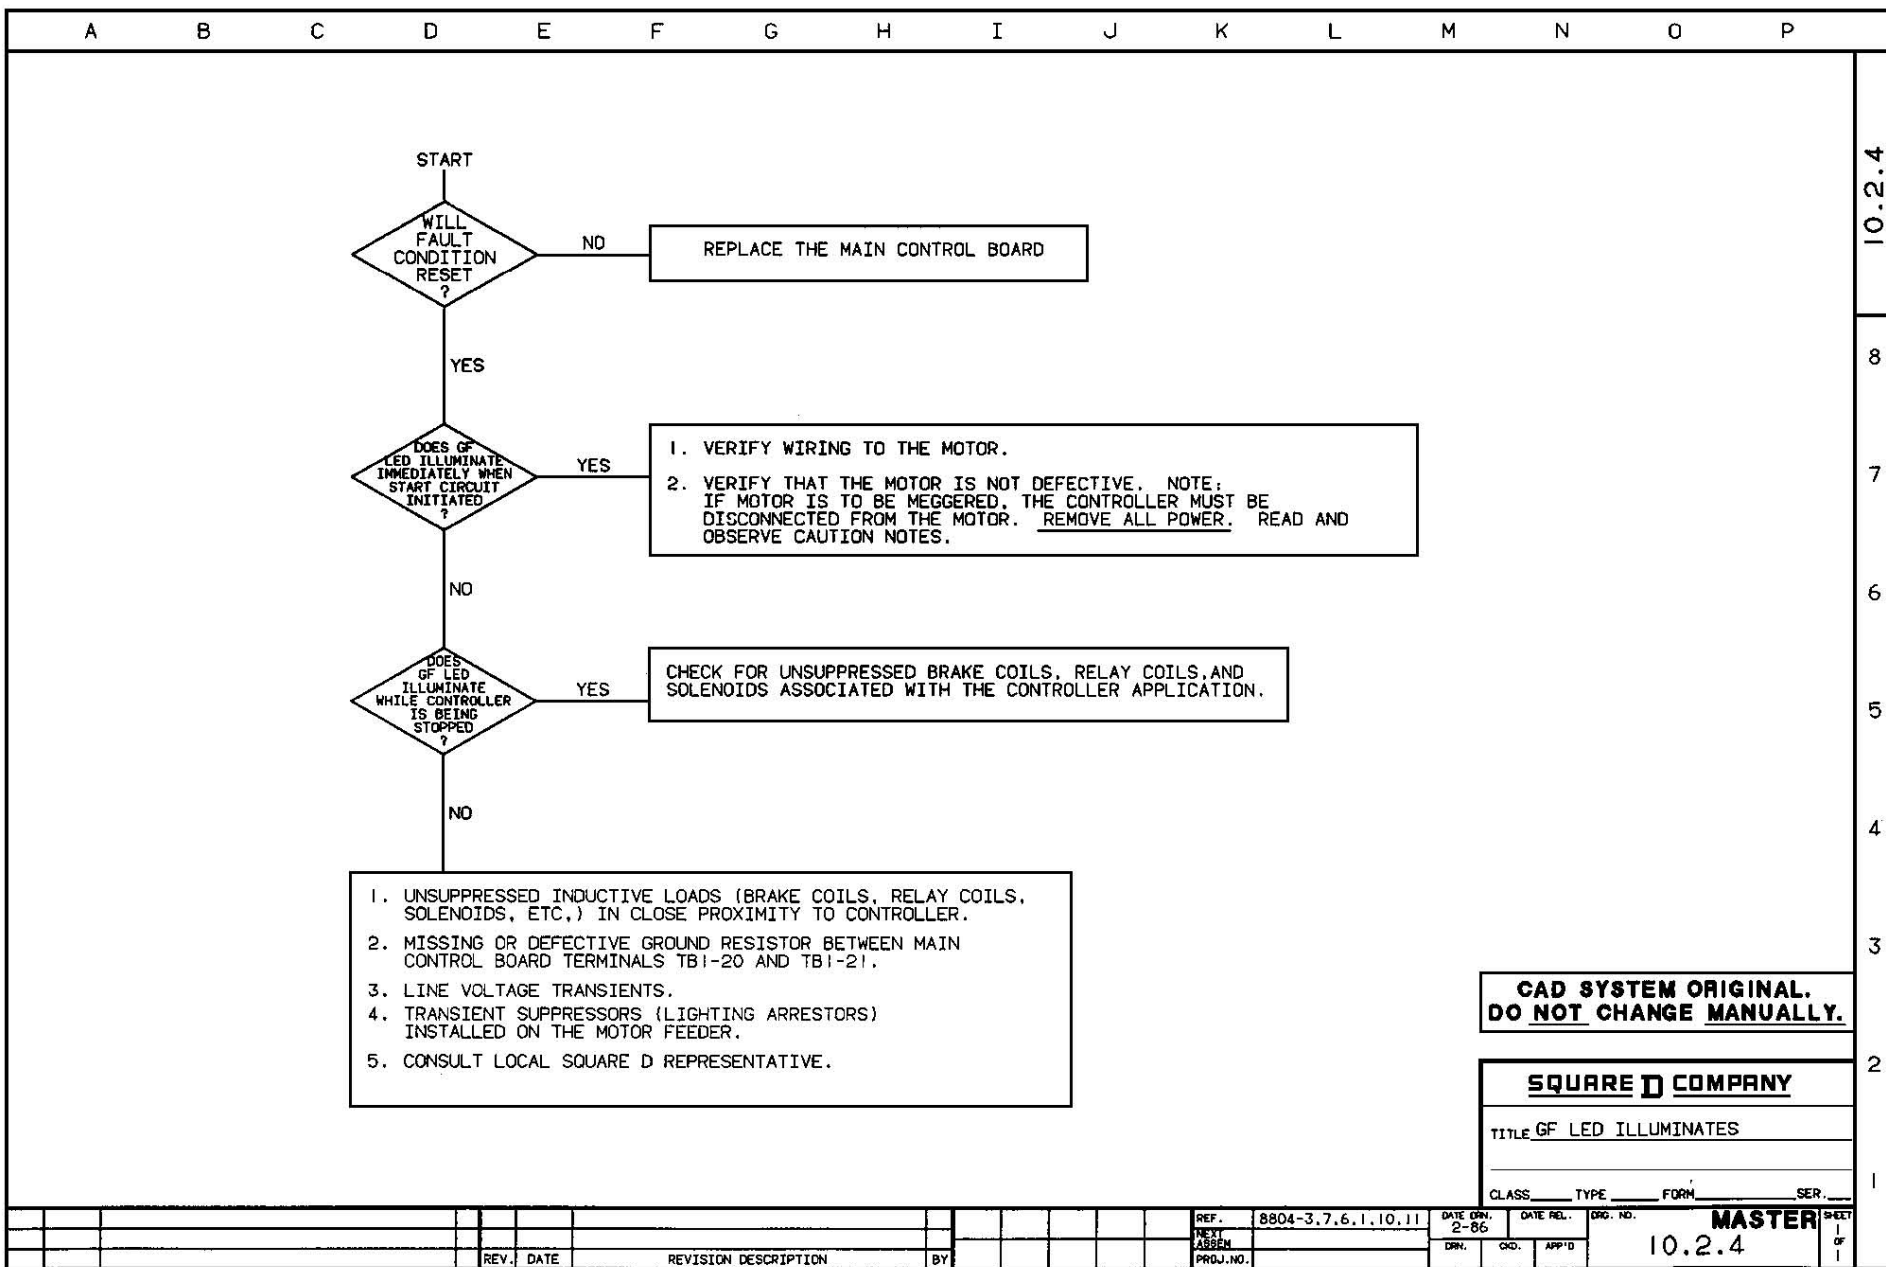 A B C D E F G H I J K L M N O P
10.2.4
8
7
6
5
4
3
2
1
START
WILL
FAULT
CONDITION
RESET
?
NO
REPLACE THE MAIN CONTROL BOARD
YES
DOES GF
LED ILLUMINATE
IMMEDIATELY WHEN
START CIRCUIT
INITIATED
?
YES
1. VERIFY WIRING TO THE MOTOR.
2. VERIFY THAT THE MOTOR IS NOT DEFECTIVE. NOTE:
IF MOTOR IS TO BE MEGGERED, THE CONTROLLER MUST BE
DISCONNECTED FROM THE MOTOR. REMOVE ALL POWER. READ AND
OBSERVE CAUTION NOTES.
NO
DOES
GF LED
ILLUMINATE
WHILE CONTROLLER
IS BEING
STOPPED
?
YES
CHECK FOR UNSUPPRESSED BRAKE COILS, RELAY COILS,AND
SOLENOIDS ASSOCIATED WITH THE CONTROLLER APPLICATION.
NO
1. UNSUPPRESSED INDUCTIVE LOADS (BRAKE COILS, RELAY COILS,
SOLENOIDS, ETC,) IN CLOSE PROXIMITY TO CONTROLLER.
2. MISSING OR DEFECTIVE GROUND RESISTOR BETWEEN MAIN
CONTROL BOARD TERMINALS TB1-20 AND TB1-21.
3. LINE VOLTAGE TRANSIENTS.
4. TRANSIENT SUPPRESSORS (LIGHTING ARRESTORS)
INSTALLED ON THE MOTOR FEEDER.
5. CONSULT LOCAL SQUARE D REPRESENTATIVE.
CAD SYSTEM ORIGINAL.
DO NOT CHANGE MANUALLY.
SQUARE D COMPANY
TITLE GF LED ILLUMINATES
CLASS TYPE FORM SER.
REV. DATE REVISION DESCRIPTION BY
REF. 8804-3,7,6,1,10,11
NEXT
ASSEM
PROJ.NO.
DATE DRN. 2-86
DATE REL.
DRN. CKD. APP'D
DRG. NO. MASTER
10.2.4
SHEET
1
OF
1